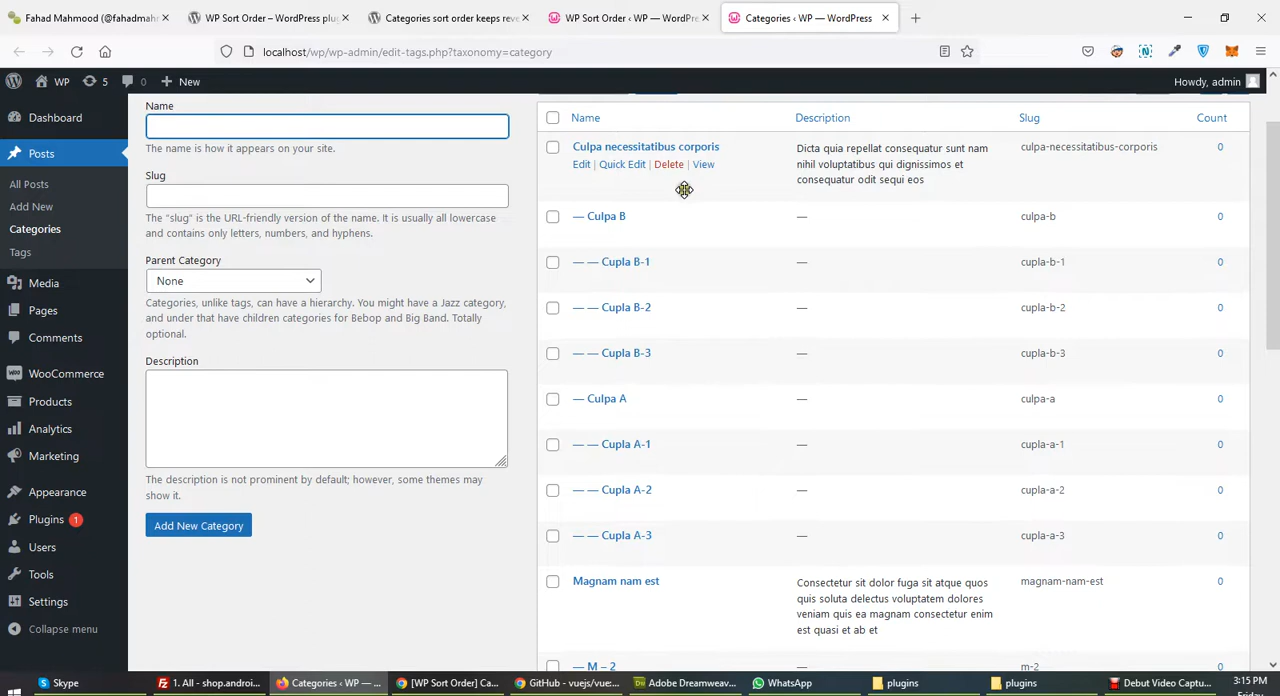 Fahad Mahmood (@fahadmahr
WP Sort Order – WordPress plu
Categories sort order keeps reve
WP Sort Order ‹ WP — WordPre
Categories ‹ WP — WordPress
localhost/wp/wp-admin/edit-tags.php?taxonomy=category
WP
5
0
New
Howdy, admin
Dashboard
Posts
All Posts
Add New
Categories
Tags
Media
Pages
Comments
WooCommerce
Products
Analytics
Marketing
Appearance
Plugins 1
Users
Tools
Settings
Collapse menu
Name
The name is how it appears on your site.
Slug
The “slug” is the URL-friendly version of the name. It is usually all lowercase
and contains only letters, numbers, and hyphens.
Parent Category
None
Categories, unlike tags, can have a hierarchy. You might have a Jazz category,
and under that have children categories for Bebop and Big Band. Totally
optional.
Description
The description is not prominent by default; however, some themes may
show it.
Add New Category
Name Description Slug Count
Culpa necessitatibus corporis
Edit | Quick Edit | Delete | View
Dicta quia repellat consequatur sunt nam
nihil voluptatibus qui dignissimos et
consequatur odit sequi eos
culpa-necessitatibus-corporis 0
— Culpa B — culpa-b 0
— — Cupla B-1 — cupla-b-1 0
— — Cupla B-2 — cupla-b-2 0
— — Cupla B-3 — cupla-b-3 0
— Culpa A — culpa-a 0
— — Cupla A-1 — cupla-a-1 0
— — Cupla A-2 — cupla-a-2 0
— — Cupla A-3 — cupla-a-3 0
Magnam nam est
Consectetur sit dolor fuga sit atque quos
quis soluta delectus voluptatem dolores
veniam quis ea magnam consectetur enim
est quasi et ab et
magnam-nam-est 0
— M – 2 — m-2 0
Skype
1. All - shop.androi...
Categories ‹ WP — ...
[WP Sort Order] Ca...
GitHub - vuejs/vue:...
Adobe Dreamweav...
WhatsApp
plugins
plugins
Debut Video Captu...
3:15 PM
Friday